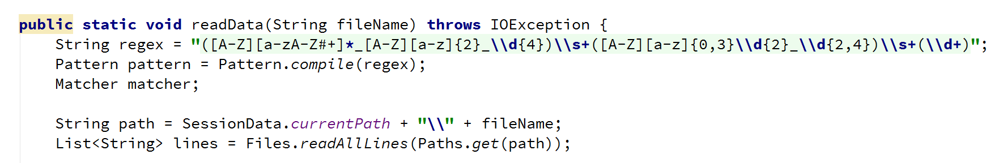 public static void readData(String fileName) throws IOException {
    String regex = "([A-Z][a-zA-Z#+]*_[A-Z][a-z]{2}_\\d{4})\\s+([A-Z][a-z]{0,3}\\d{2}_\\d{2,4})\\s+(\\d+)";
    Pattern pattern = Pattern.compile(regex);
    Matcher matcher;

    String path = SessionData.currentPath + "\\" + fileName;
    List<String> lines = Files.readAllLines(Paths.get(path));